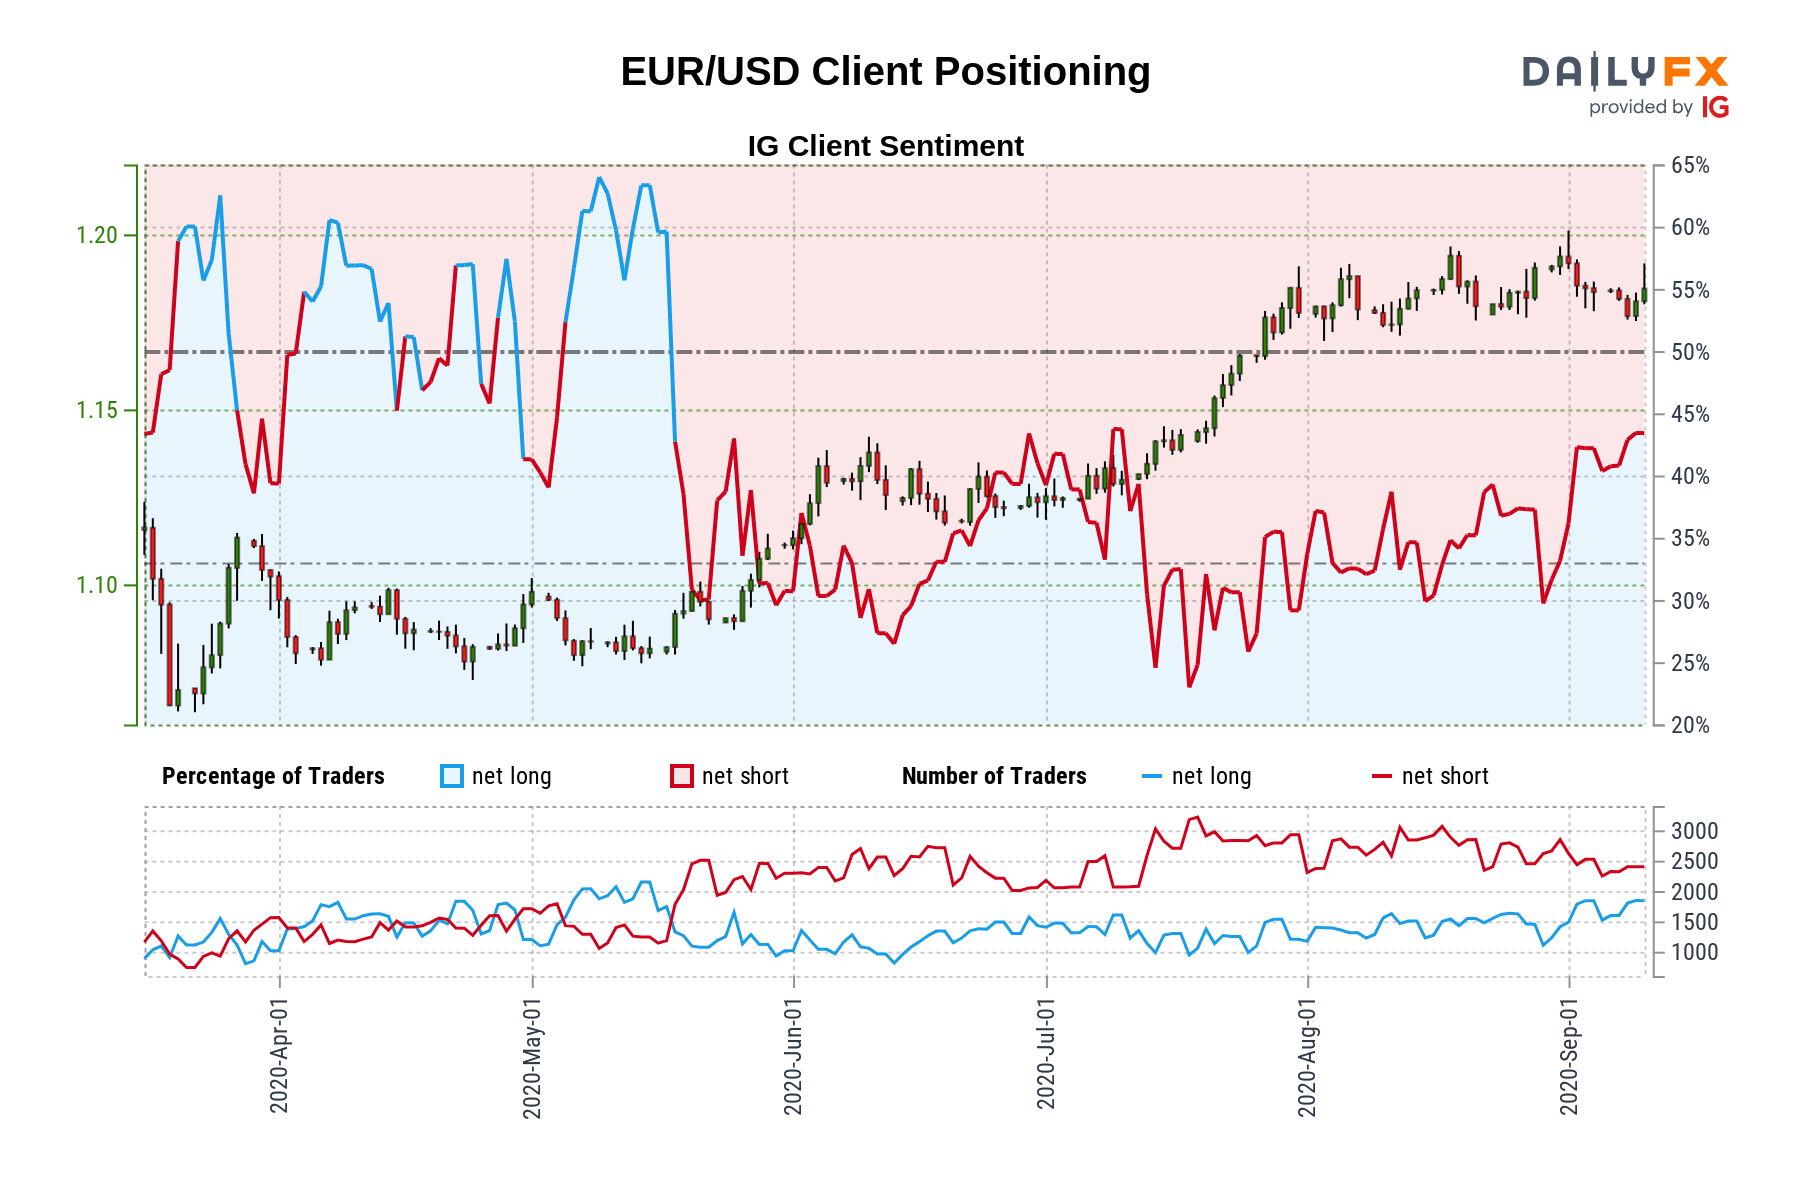 EUR/USD Client Positioning
DAILYFX
provided by IG
IG Client Sentiment
1.20
1.15
1.10
65%
60%
55%
50%
45%
40%
35%
30%
25%
20%
Percentage of Traders net long net short Number of Traders net long net short
3000
2500
2000
1500
1000
2020-Apr-01
2020-May-01
2020-Jun-01
2020-Jul-01
2020-Aug-01
2020-Sep-01